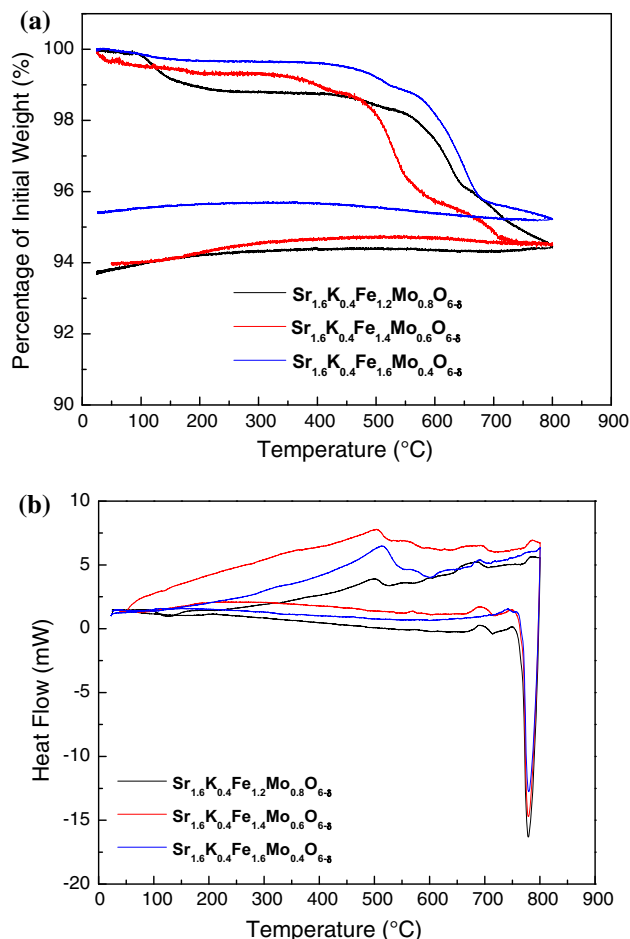 (a)
100
98
96
94
92
90
Percentage of Initial Weight (%)
Sr1.6K0.4Fe1.2Mo0.8O6-δ
Sr1.6K0.4Fe1.4Mo0.6O6-δ
Sr1.6K0.4Fe1.6Mo0.4O6-δ
0 100 200 300 400 500 600 700 800 900
Temperature (°C)
(b)
10
5
0
-5
-10
-15
-20
Heat Flow (mW)
Sr1.6K0.4Fe1.2Mo0.8O6-δ
Sr1.6K0.4Fe1.4Mo0.6O6-δ
Sr1.6K0.4Fe1.6Mo0.4O6-δ
0 100 200 300 400 500 600 700 800 900
Temperature (°C)